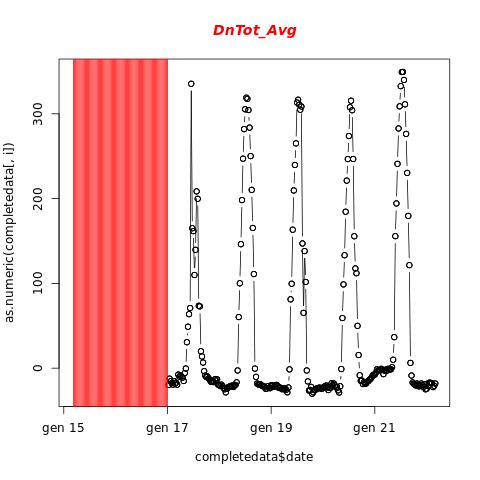 DnTot_Avg
as.numeric(completedata[, i])
300
200
100
0
gen 15
gen 17
gen 19
gen 21
completedata$date